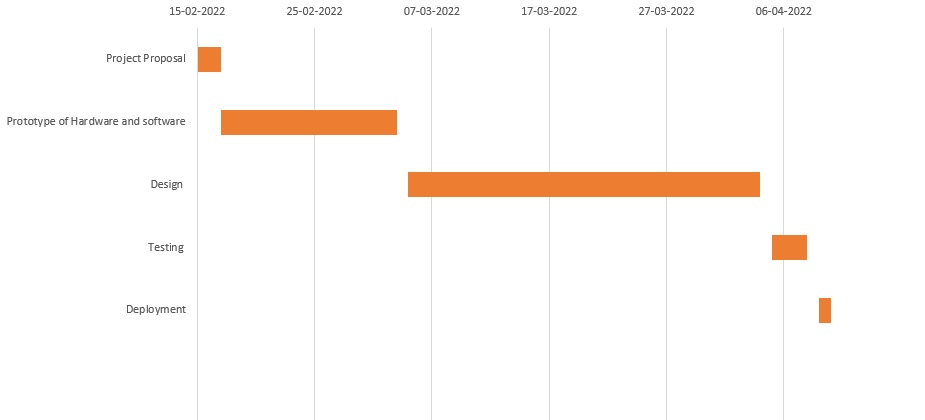 15-02-2022 25-02-2022 07-03-2022 17-03-2022 27-03-2022 06-04-2022
Project Proposal
Prototype of Hardware and software
Design
Testing
Deployment